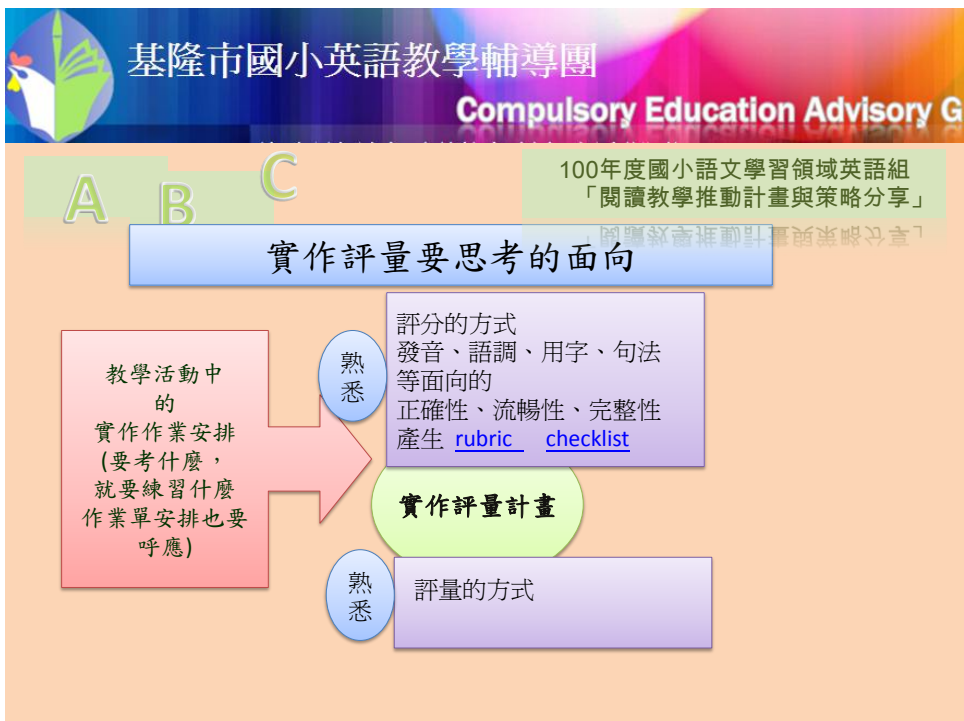 基隆市國小英語教學輔導團
Compulsory Education Advisory G
A B C
100年度國小語文學習領域英語組
「閱讀教學推動計畫與策略分享」
實作評量要思考的面向
教學活動中
的
實作作業安排
(要考什麼，
就要練習什麼
作業單安排也要
呼應)
熟
悉
評分的方式
發音、語調、用字、句法
等面向的
正確性、流暢性、完整性
產生 rubric checklist
實作評量計畫
熟
悉
評量的方式